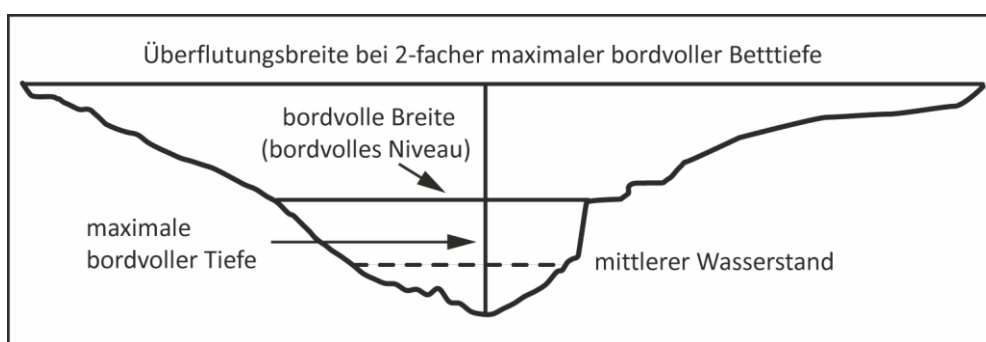 Überflutungsbreite bei 2-facher maximaler bordvoller Betttiefe
bordvolle Breite
(bordvolles Niveau)
maximale
bordvoller Tiefe
mittlerer Wasserstand